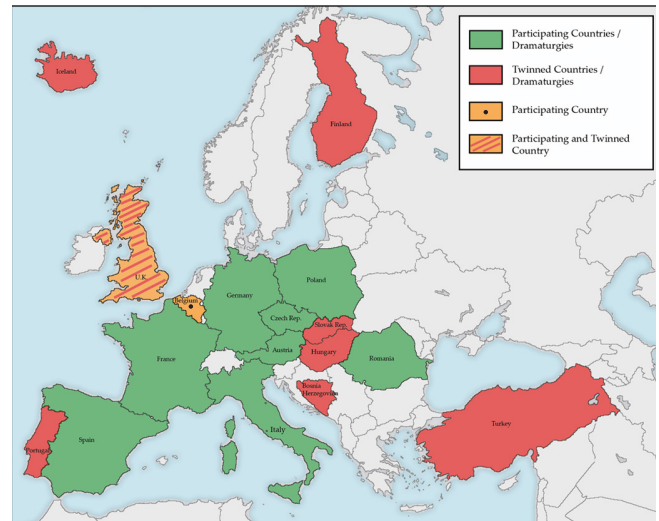 Participating Countries /
Dramaturgies
Twinned Countries /
Dramaturgies
Participating Country
Participating and Twinned
Country
Iceland
Finland
U.K.
Belgium
Germany
Poland
Czech Rep.
Slovak Rep.
Austria
Hungary
Romania
France
Bosnia
Herzegovina
Italy
Turkey
Portugal
Spain